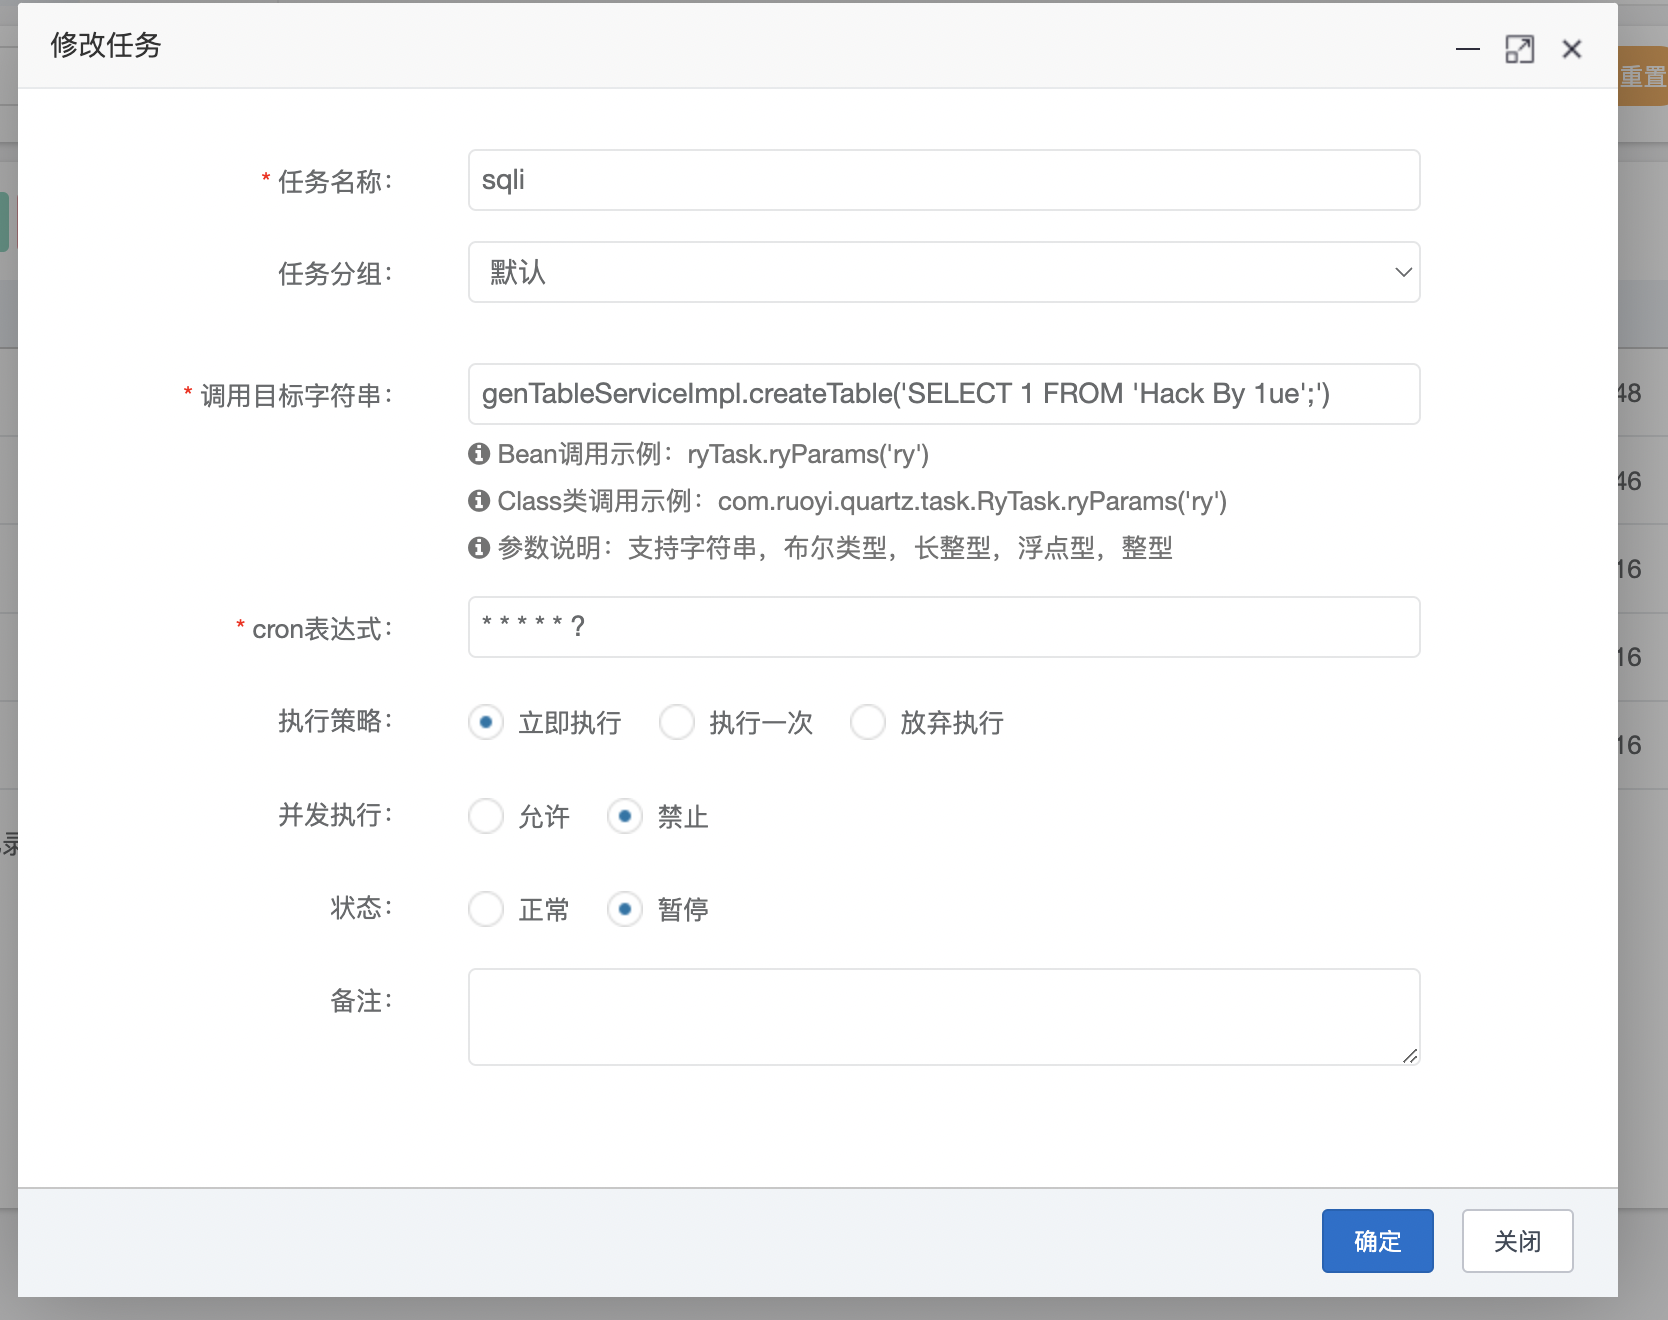 修改任务
重置
* 任务名称:
sqli
任务分组:
默认
* 调用目标字符串:
genTableServiceImpl.createTable('SELECT 1 FROM 'Hack By 1ue';')
Bean调用示例：ryTask.ryParams('ry')
Class类调用示例：com.ruoyi.quartz.task.RyTask.ryParams('ry')
参数说明：支持字符串，布尔类型，长整型，浮点型，整型
* cron表达式:
* * * * * ?
执行策略:
立即执行 执行一次 放弃执行
并发执行:
允许 禁止
状态:
正常 暂停
备注:
确定 关闭
48
46
16
16
16